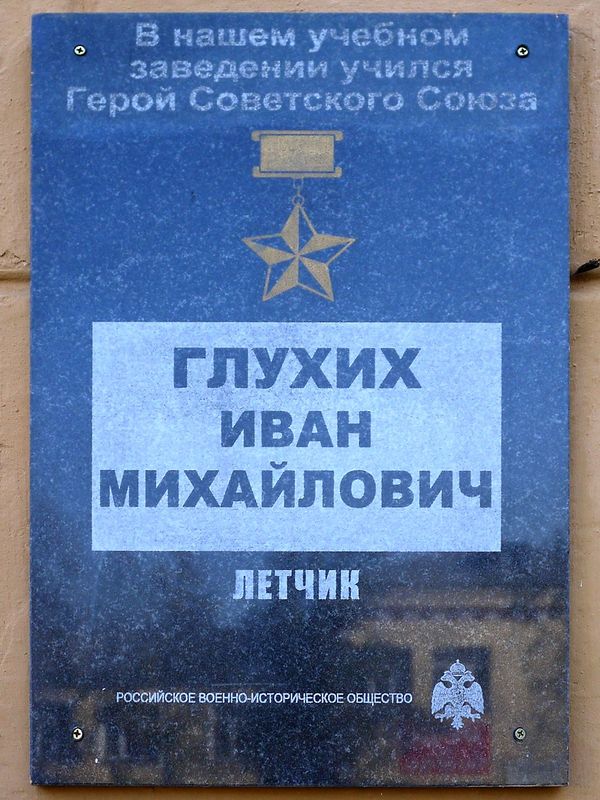 В нашем учебном
заведении учился
Герой Советского Союза
ГЛУХИХ
ИВАН
МИХАЙЛОВИЧ
ЛЕТЧИК
РОССИЙСКОЕ ВОЕННО-ИСТОРИЧЕСКОЕ ОБЩЕСТВО